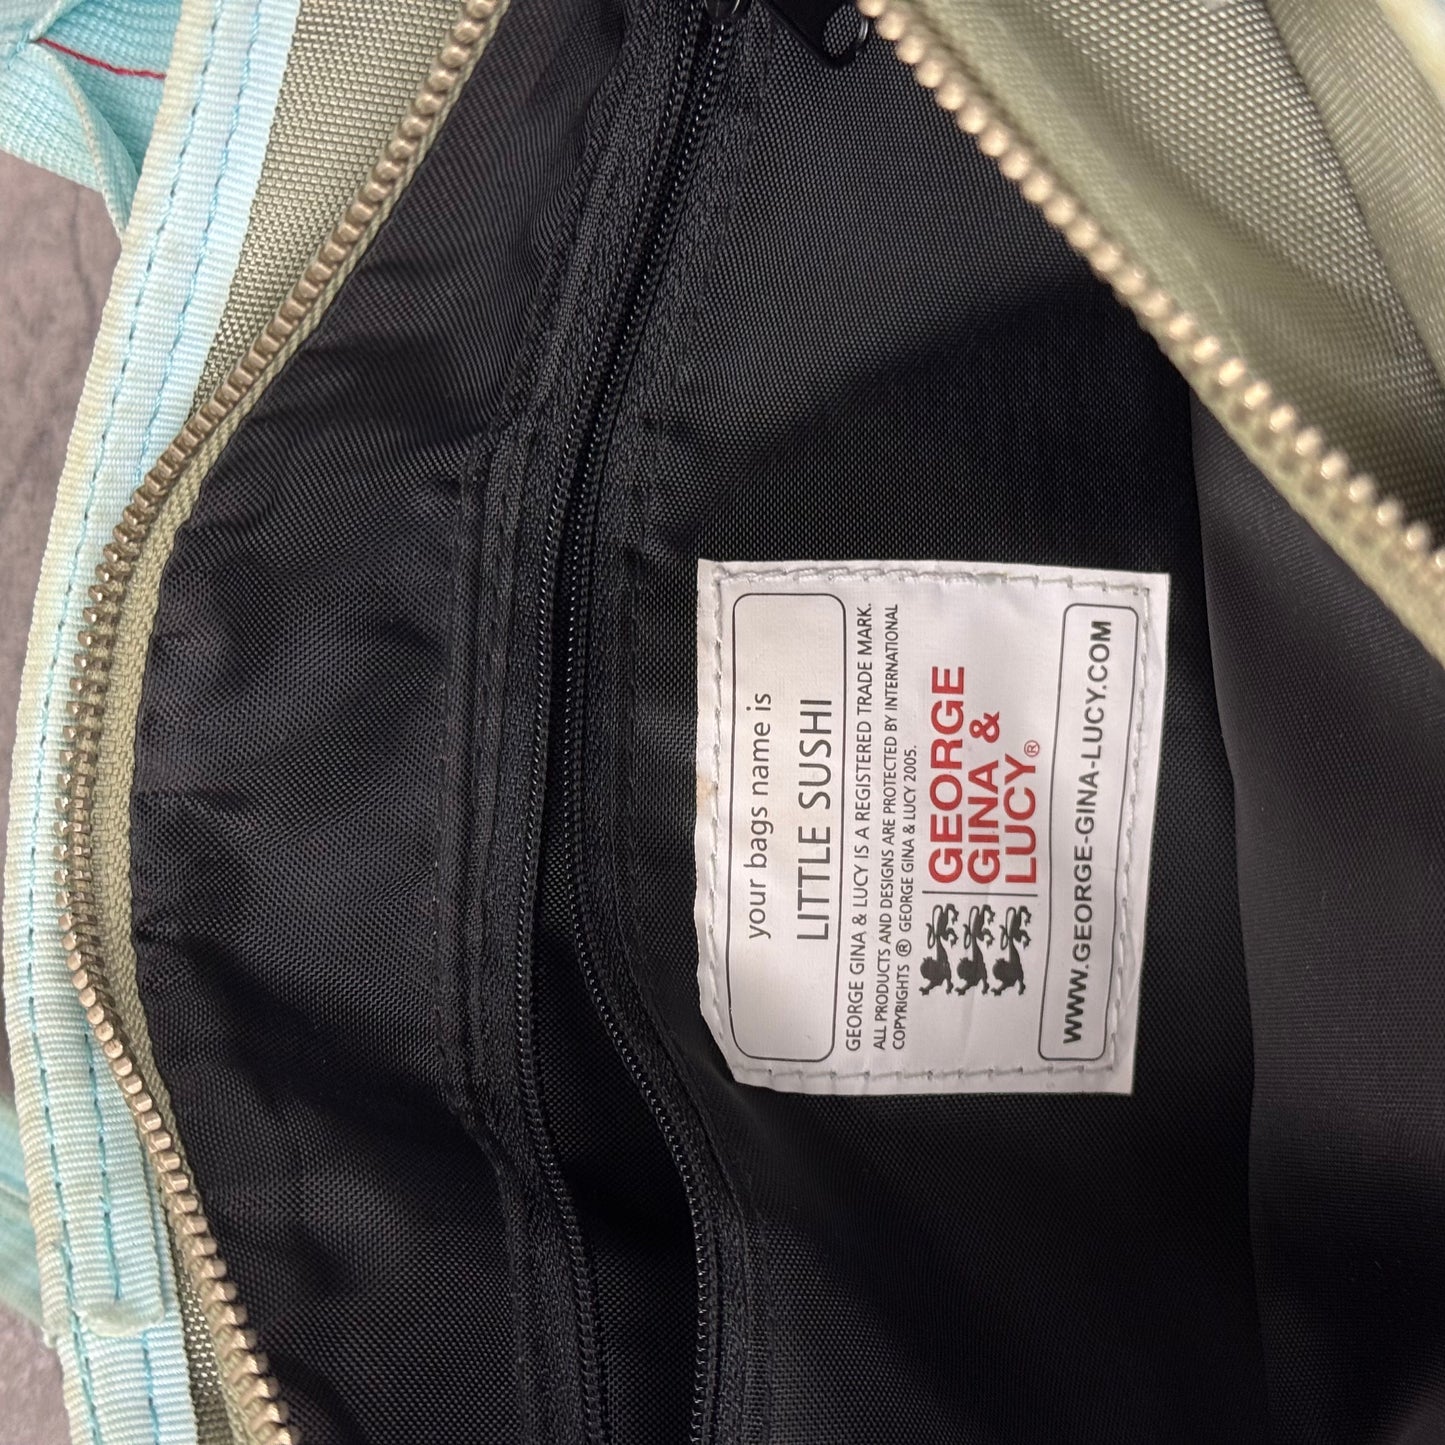 your bags name is
LITTLE SUSHI
GEORGE GINA & LUCY IS A REGISTERED TRADE MARK.
ALL PRODUCTS AND DESIGNS ARE PROTECTED BY INTERNATIONAL
COPYRIGHTS ® GEORGE GINA & LUCY 2005.
GEORGE
GINA &
LUCY®
WWW.GEORGE-GINA-LUCY.COM